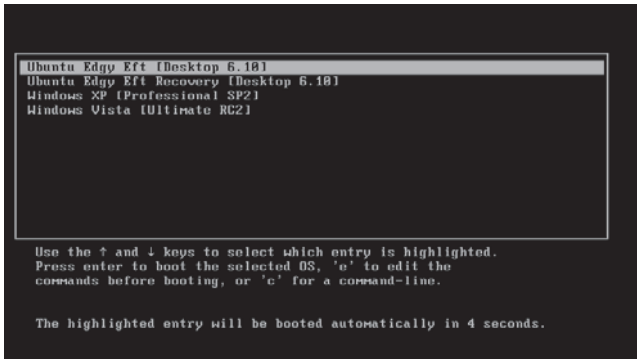 Ubuntu Edgy Eft [Desktop 6.10]
Ubuntu Edgy Eft Recovery [Desktop 6.10]
Windows XP [Professional SP2]
Windows Vista [Ultimate RC2]
Use the ↑ and ↓ keys to select which entry is highlighted.
Press enter to boot the selected OS, 'e' to edit the
commands before booting, or 'c' for a command-line.
The highlighted entry will be booted automatically in 4 seconds.